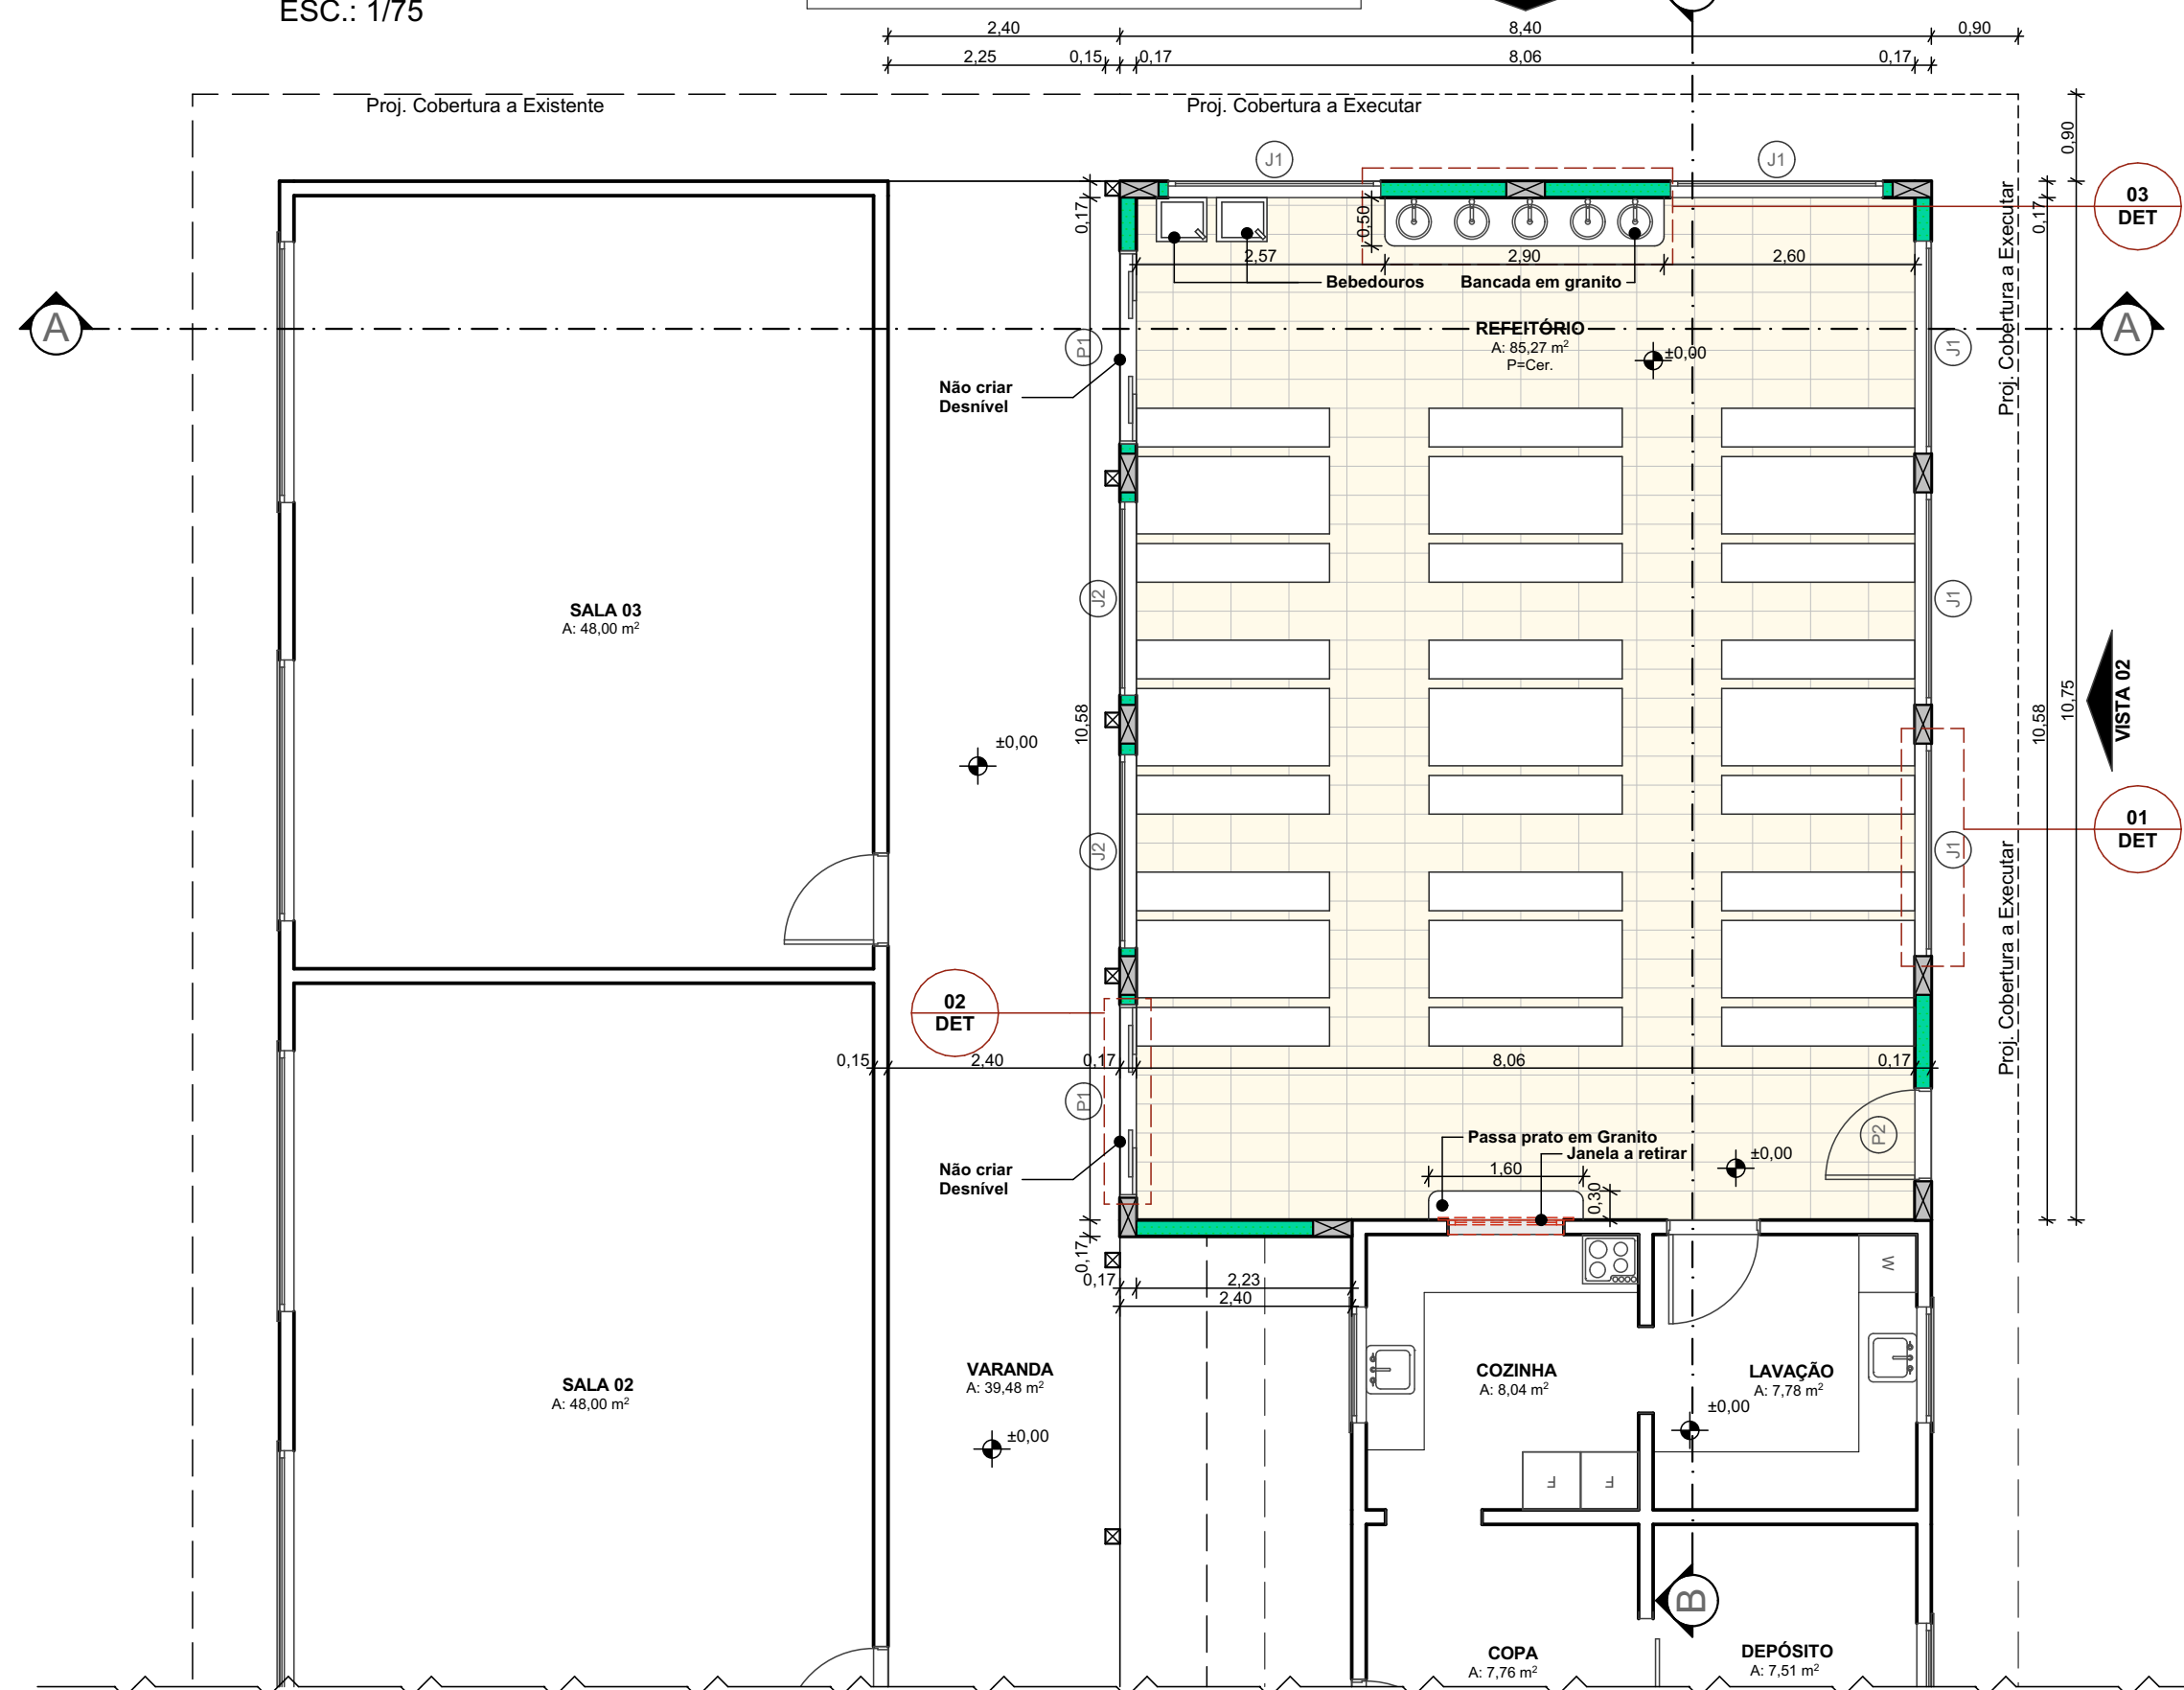 ESC.: 1/75
2,40
8,40
0,90
2,25
0,15
0,17
8,06
0,17
Proj. Cobertura a Existente
Proj. Cobertura a Executar
0,90
J1
J1
03
DET
0,17
0,17
0,50
Proj. Cobertura a Executar
2,57
2,90
2,60
Bebedouros
Bancada em granito
A
A
REFEITÓRIO
A: 85,27 m²
P=Cer.
±0,00
P1
J1
Não criar
Desnível
SALA 03
A: 48,00 m²
J2
J1
10,58
±0,00
10,58
10,75
VISTA 02
01
DET
J2
J1
Proj. Cobertura a Executar
02
DET
0,15
2,40
0,17
8,06
0,17
P1
P2
Passa prato em Granito
Janela a retirar
±0,00
1,60
0,30
Não criar
Desnível
0,17
0,17
2,23
2,40
W
VARANDA
A: 39,48 m²
COZINHA
A: 8,04 m²
LAVAÇÃO
A: 7,78 m²
SALA 02
A: 48,00 m²
±0,00
±0,00
F
F
B
COPA
A: 7,76 m²
DEPÓSITO
A: 7,51 m²